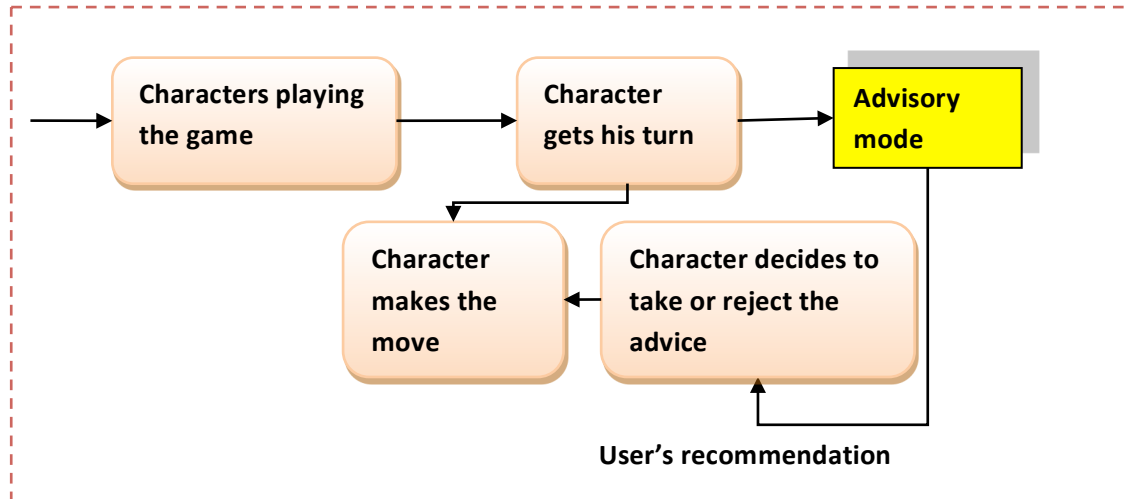 Characters playing
the game
Character
gets his turn
Advisory
mode
Character
makes the
move
Character decides to
take or reject the
advice
User’s recommendation